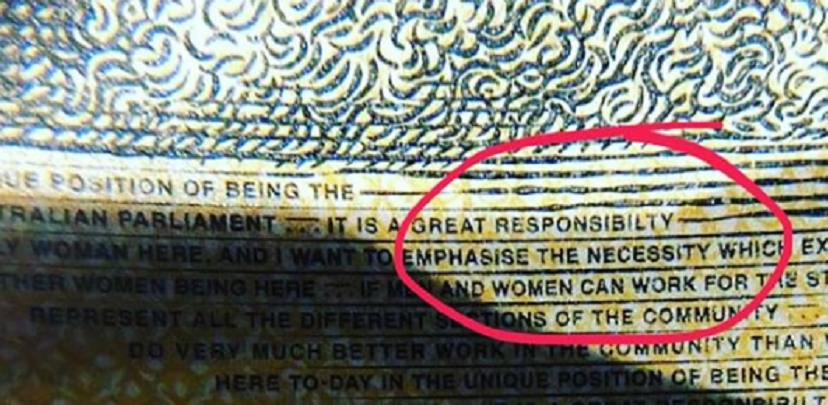 UE POSITION OF BEING THE
TRALIAN PARLIAMENT ... IT IS A GREAT RESPONSIBILTY
LY WOMAN HERE, AND I WANT TO EMPHASISE THE NECESSITY WHICH EX
THER WOMEN BEING HERE ... IF MEN AND WOMEN CAN WORK FOR THE ST
REPRESENT ALL THE DIFFERENT SECTIONS OF THE COMMUNITY ...
DO VERY MUCH BETTER WORK IN THE COMMUNITY THAN
HERE TO-DAY IN THE UNIQUE POSITION OF BEING THE